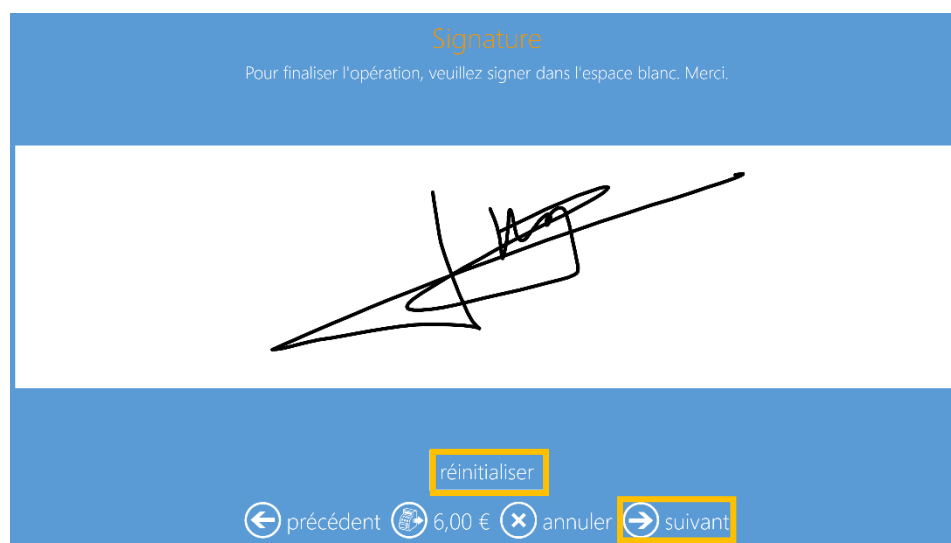 Signature
Pour finaliser l'opération, veuillez signer dans l'espace blanc. Merci.
réinitialiser
précédent 6,00 € annuler suivant